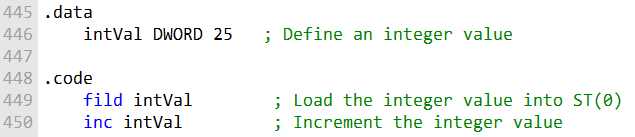 445 .data
446     intVal DWORD 25   ; Define an integer value
447
448 .code
449     fild intVal        ; Load the integer value into ST(0)
450     inc intVal         ; Increment the integer value